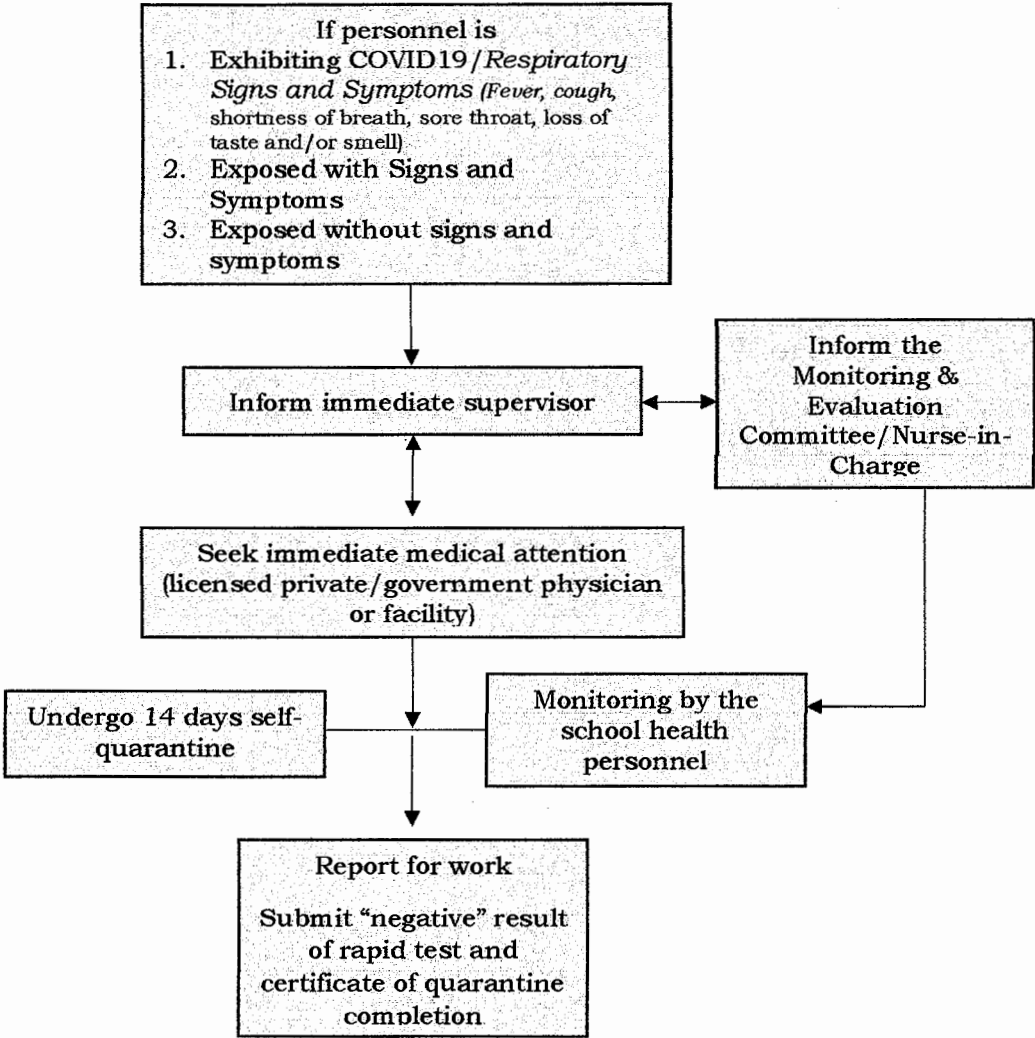 If personnel is
1. Exhibiting COVID19/Respiratory
Signs and Symptoms (Fever, cough,
shortness of breath, sore throat, loss of
taste and/or smell)
2. Exposed with Signs and
Symptoms
3. Exposed without signs and
symptoms
Inform immediate supervisor
Inform the
Monitoring &
Evaluation
Committee/Nurse-in-
Charge
Seek immediate medical attention
(licensed private/government physician
or facility)
Undergo 14 days self-
quarantine
Monitoring by the
school health
personnel
Report for work
Submit “negative” result
of rapid test and
certificate of quarantine
completion